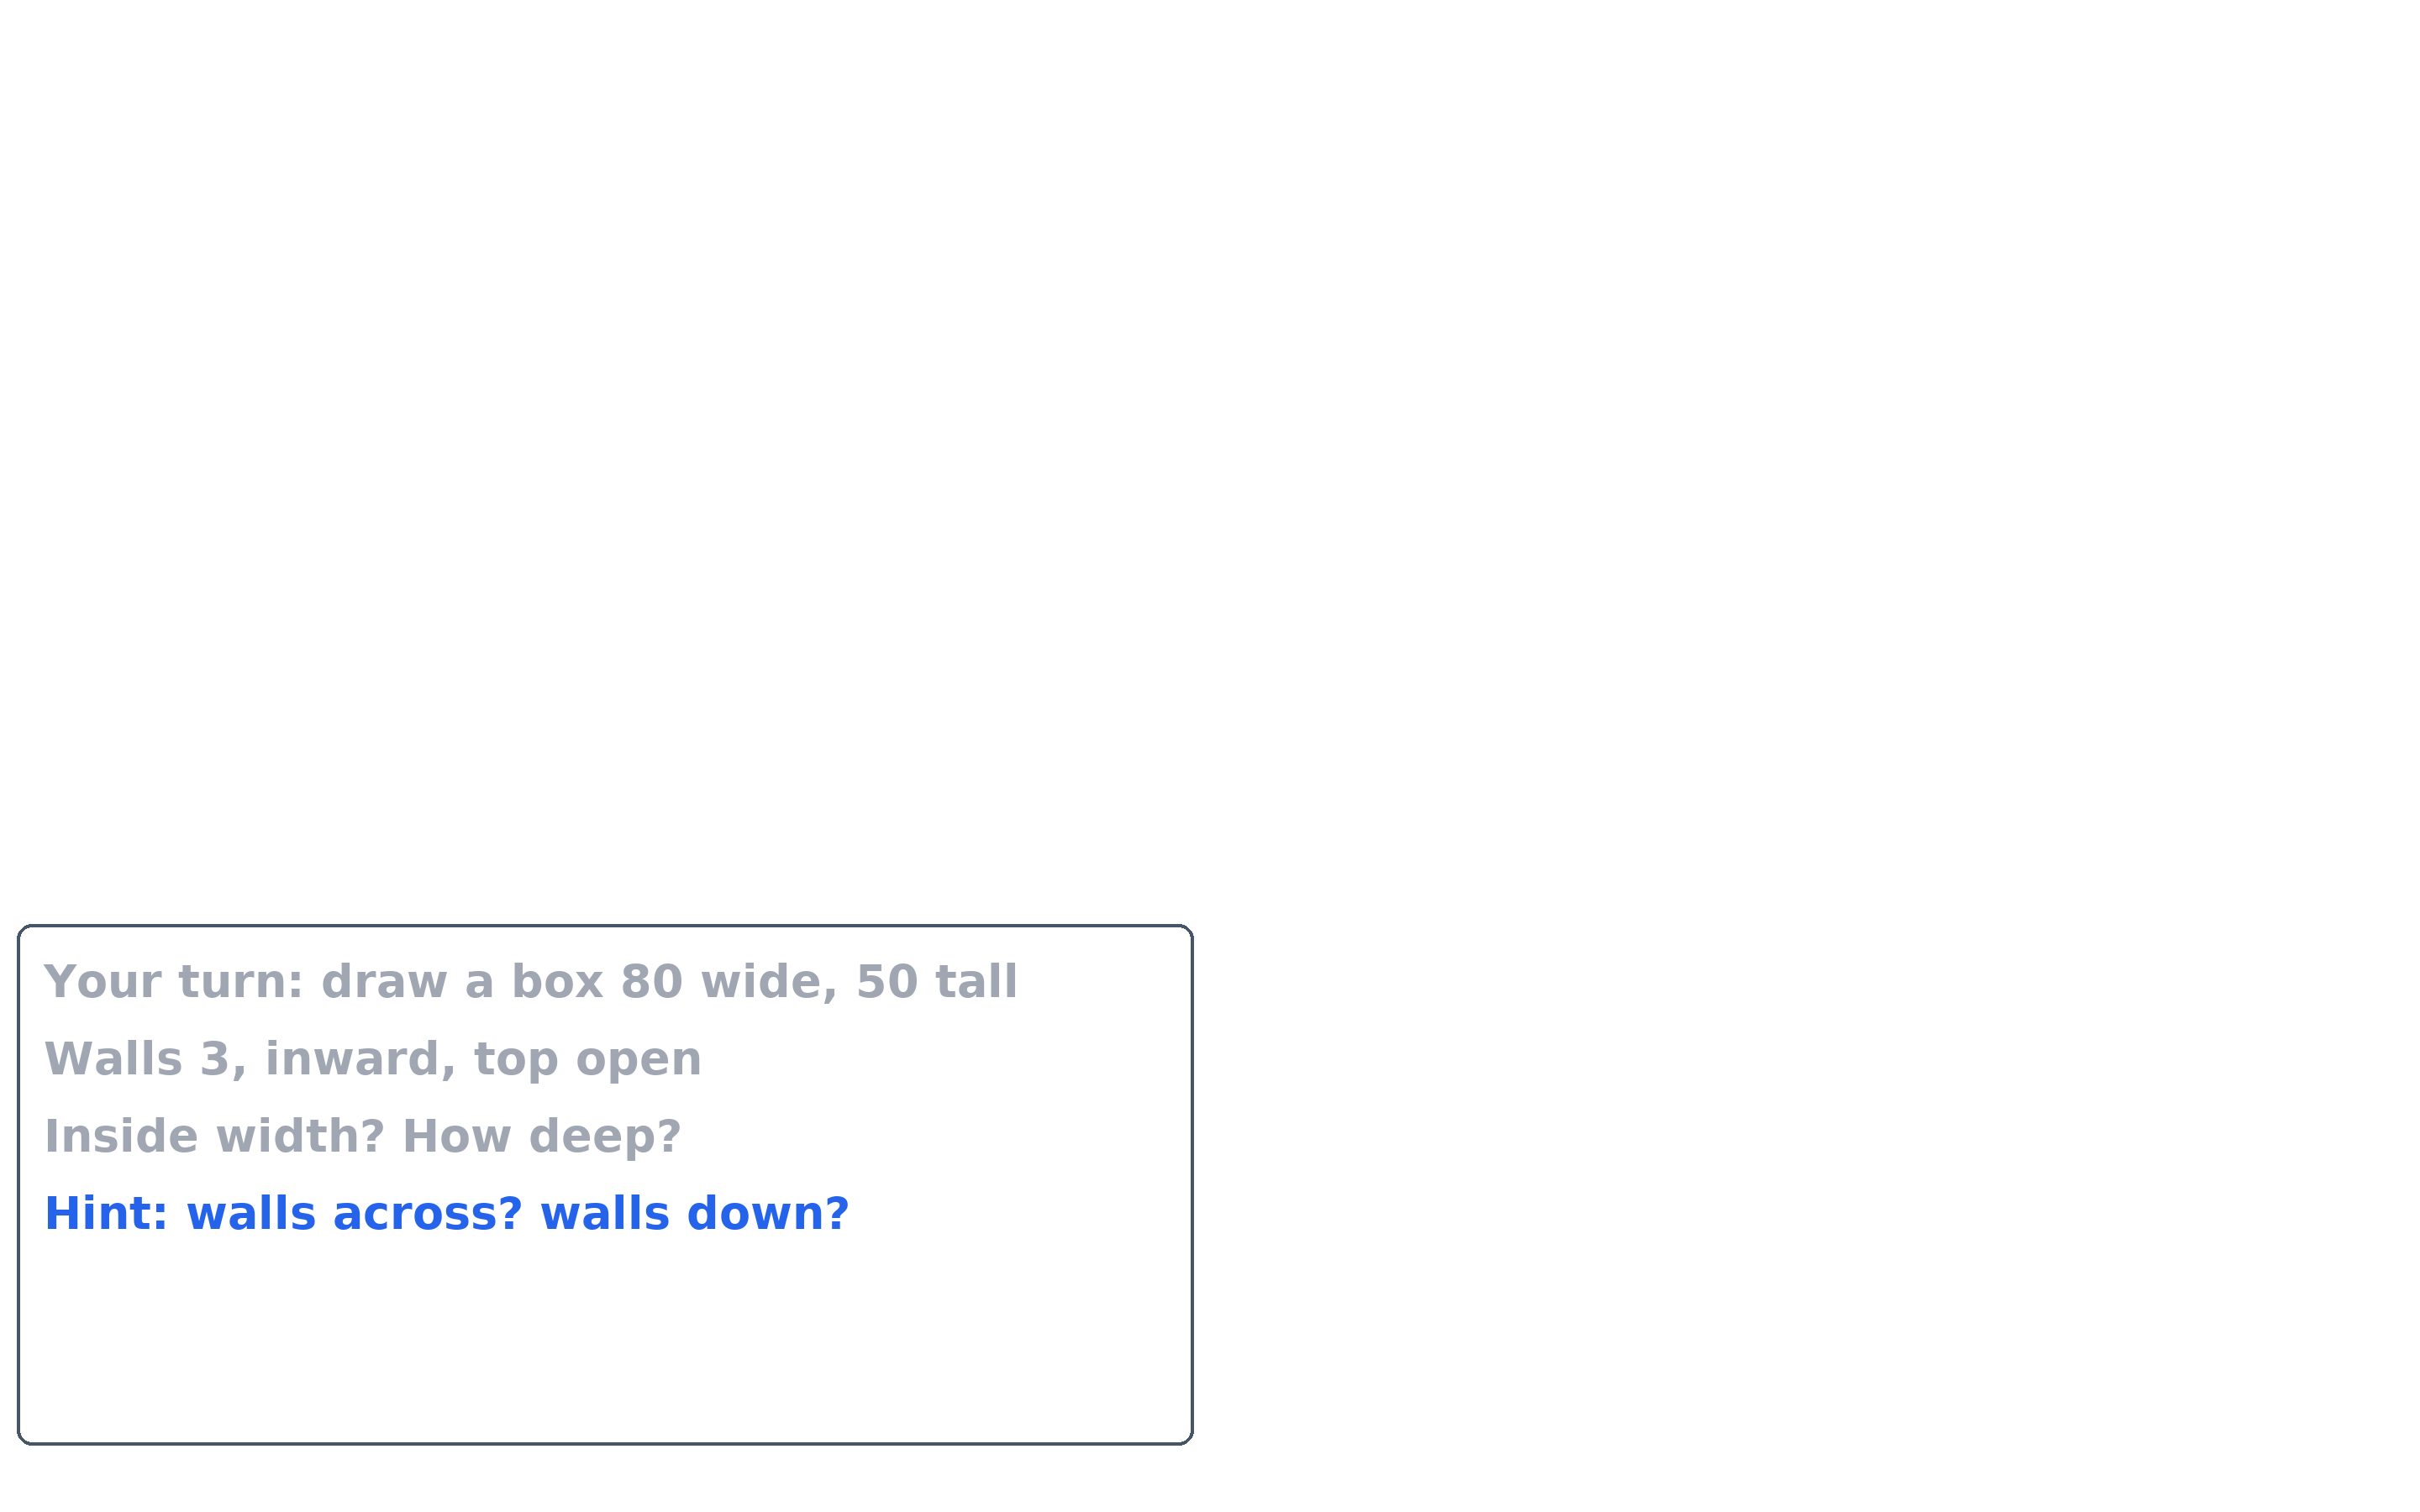 Your turn: draw a box 80 wide, 50 tall
Walls 3, inward, top open
Inside width? How deep?
Hint: walls across? walls down?